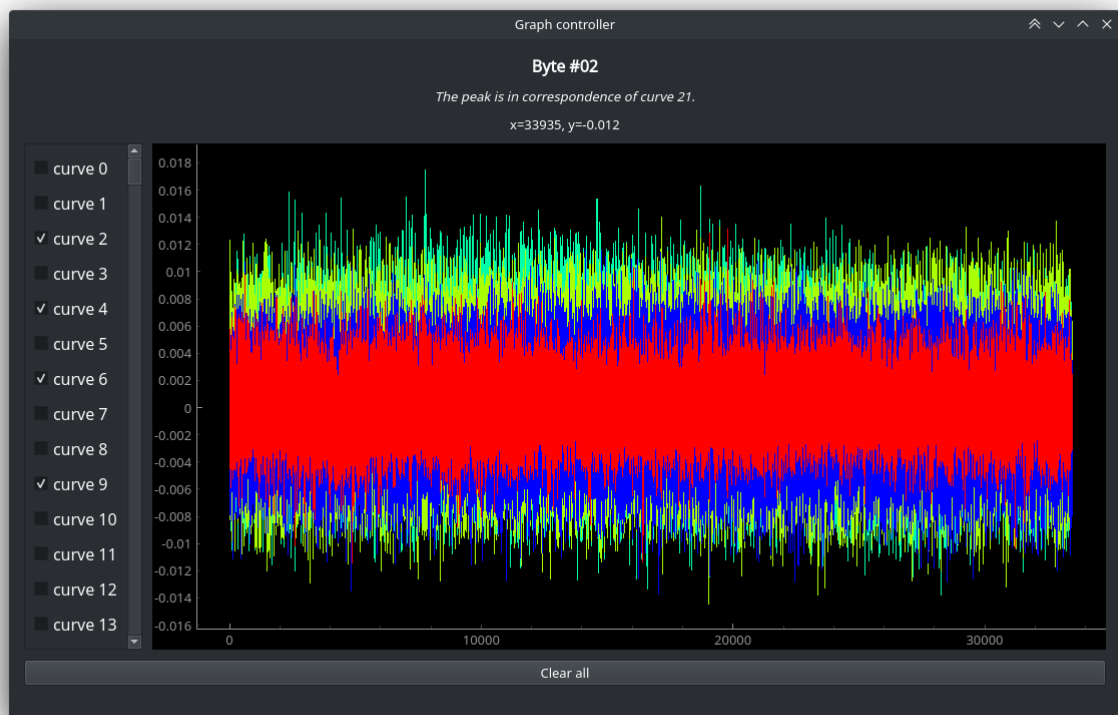 Graph controller
Byte #02
The peak is in correspondence of curve 21.
x=33935, y=-0.012
curve 0
curve 1
curve 2
curve 3
curve 4
curve 5
curve 6
curve 7
curve 8
curve 9
curve 10
curve 11
curve 12
curve 13
0.018
0.016
0.014
0.012
0.01
0.008
0.006
0.004
0.002
0
-0.002
-0.004
-0.006
-0.008
-0.01
-0.012
-0.014
-0.016
0 10000 20000 30000
Clear all